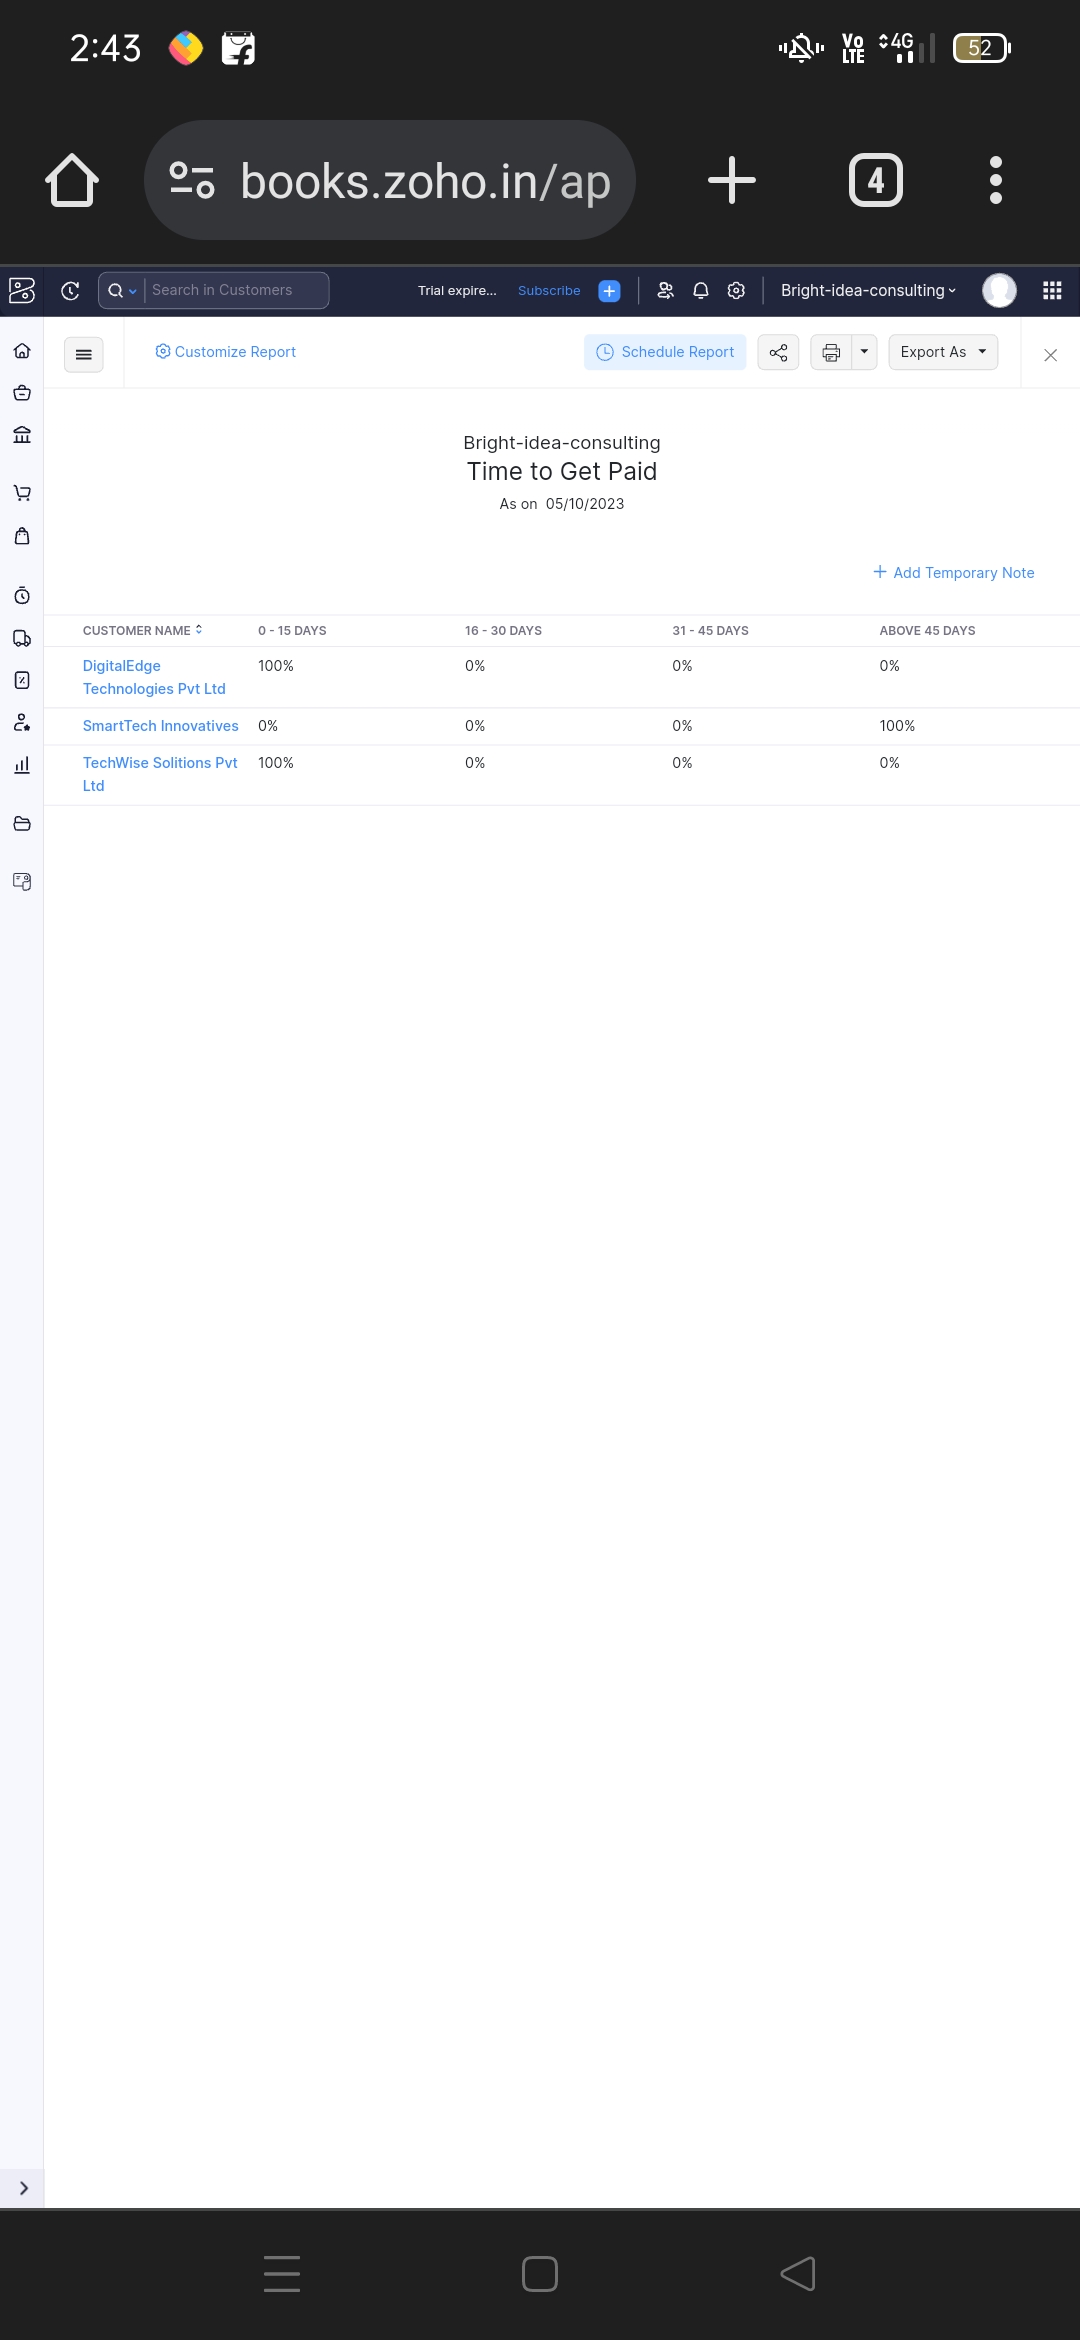 2:43
Vo LTE 4G 52
books.zoho.in/ap
4
Search in Customers Trial expire... Subscribe Bright-idea-consulting
Customize Report Schedule Report Export As
Bright-idea-consulting
Time to Get Paid
As on 05/10/2023
+ Add Temporary Note
CUSTOMER NAME 0 - 15 DAYS 16 - 30 DAYS 31 - 45 DAYS ABOVE 45 DAYS
DigitalEdge 100% 0% 0% 0%
Technologies Pvt Ltd
SmartTech Innovatives 0% 0% 0% 100%
TechWise Solitions Pvt 100% 0% 0% 0%
Ltd